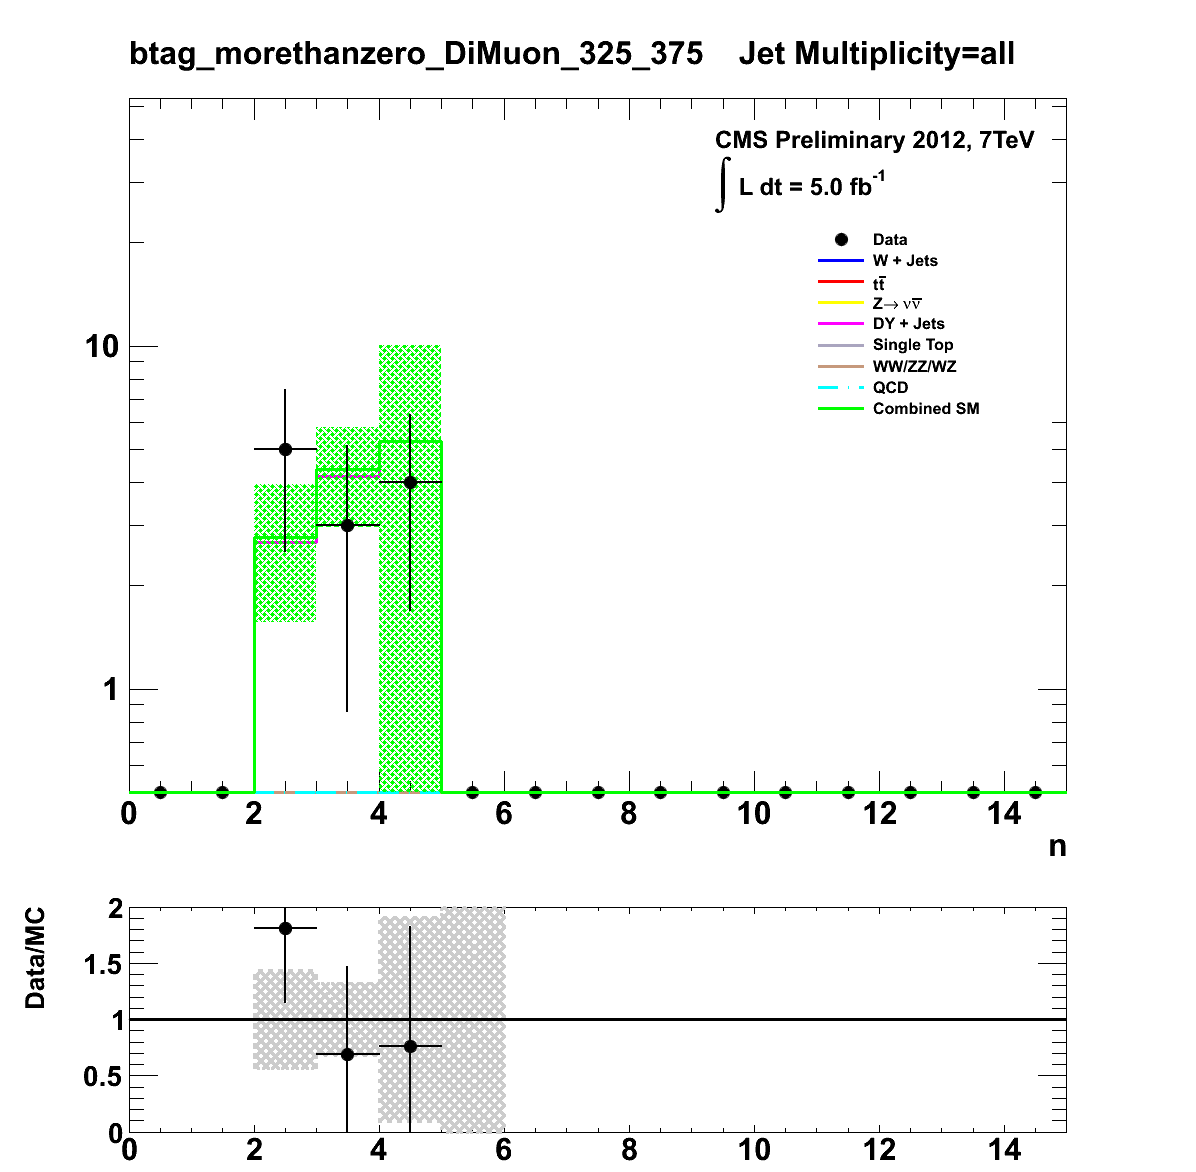 btag_morethanzero_DiMuon_325_375 Jet Multiplicity=all
CMS Preliminary 2012, 7TeV
∫ L dt = 5.0 fb⁻¹
Data
W + Jets
tt̅
Z→ νν̅
DY + Jets
Single Top
WW/ZZ/WZ
QCD
Combined SM
10
1
0 2 4 6 8 10 12 14
n
Data/MC
2
1.5
1
0.5
0
0 2 4 6 8 10 12 14